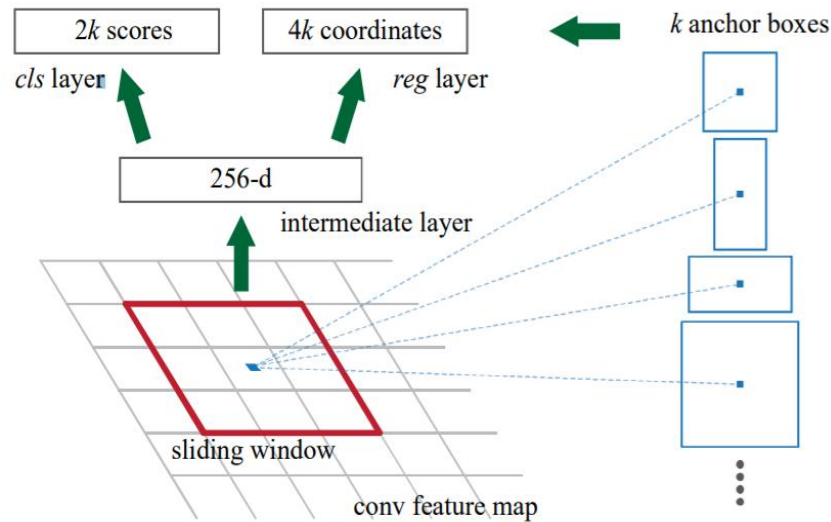 2k scores
4k coordinates
k anchor boxes
cls layer
reg layer
256-d
intermediate layer
sliding window
conv feature map